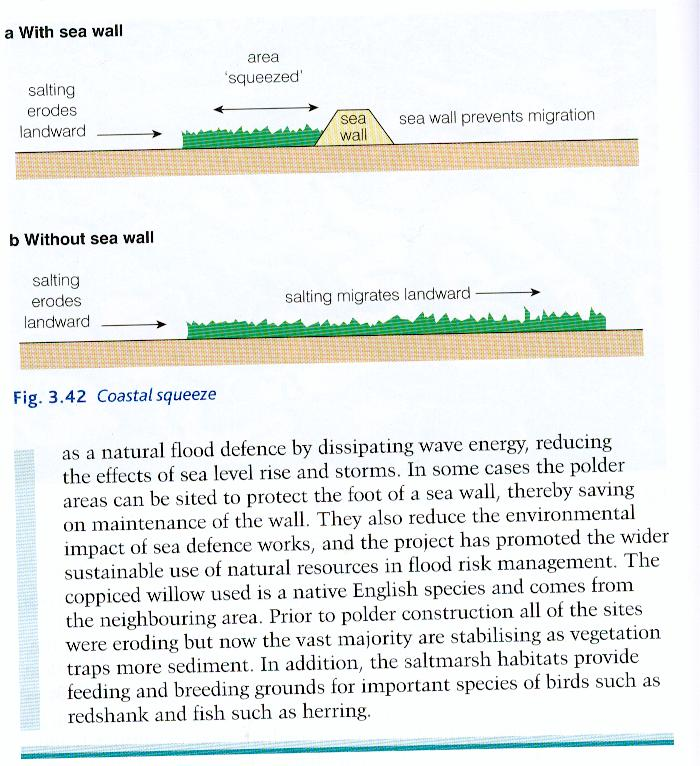 a With sea wall
area
'squeezed'
salting
erodes
landward
sea
wall
sea wall prevents migration
b Without sea wall
salting
erodes
landward
salting migrates landward
Fig. 3.42 Coastal squeeze
as a natural flood defence by dissipating wave energy, reducing
the effects of sea level rise and storms. In some cases the polder
areas can be sited to protect the foot of a sea wall, thereby saving
on maintenance of the wall. They also reduce the environmental
impact of sea defence works, and the project has promoted the wider
sustainable use of natural resources in flood risk management. The
coppiced willow used is a native English species and comes from
the neighbouring area. Prior to polder construction all of the sites
were eroding but now the vast majority are stabilising as vegetation
traps more sediment. In addition, the saltmarsh habitats provide
feeding and breeding grounds for important species of birds such as
redshank and fish such as herring.